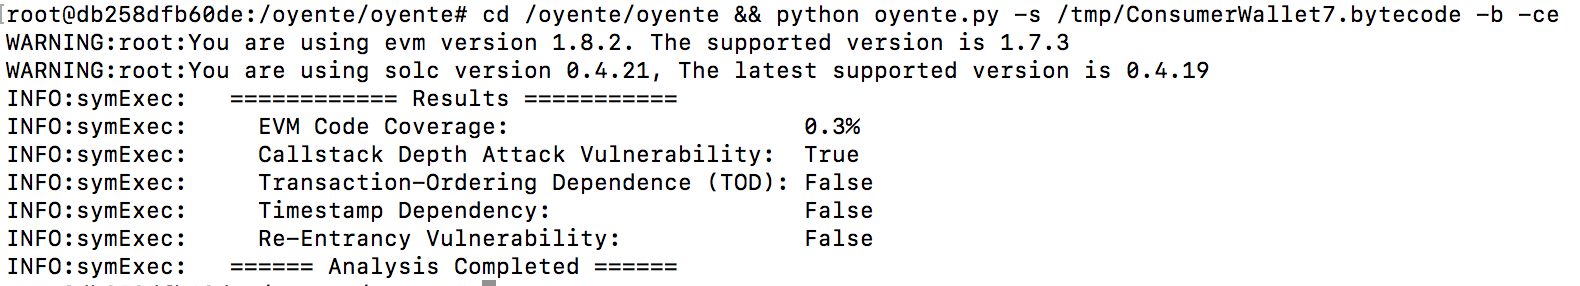 [root@db258dfb60de:/oyente/oyente# cd /oyente/oyente && python oyente.py -s /tmp/ConsumerWallet7.bytecode -b -ce
WARNING:root:You are using evm version 1.8.2. The supported version is 1.7.3
WARNING:root:You are using solc version 0.4.21, The latest supported version is 0.4.19
INFO:symExec: ============ Results ===========
INFO:symExec: EVM Code Coverage: 0.3%
INFO:symExec: Callstack Depth Attack Vulnerability: True
INFO:symExec: Transaction-Ordering Dependence (TOD): False
INFO:symExec: Timestamp Dependency: False
INFO:symExec: Re-Entrancy Vulnerability: False
INFO:symExec: ====== Analysis Completed ======